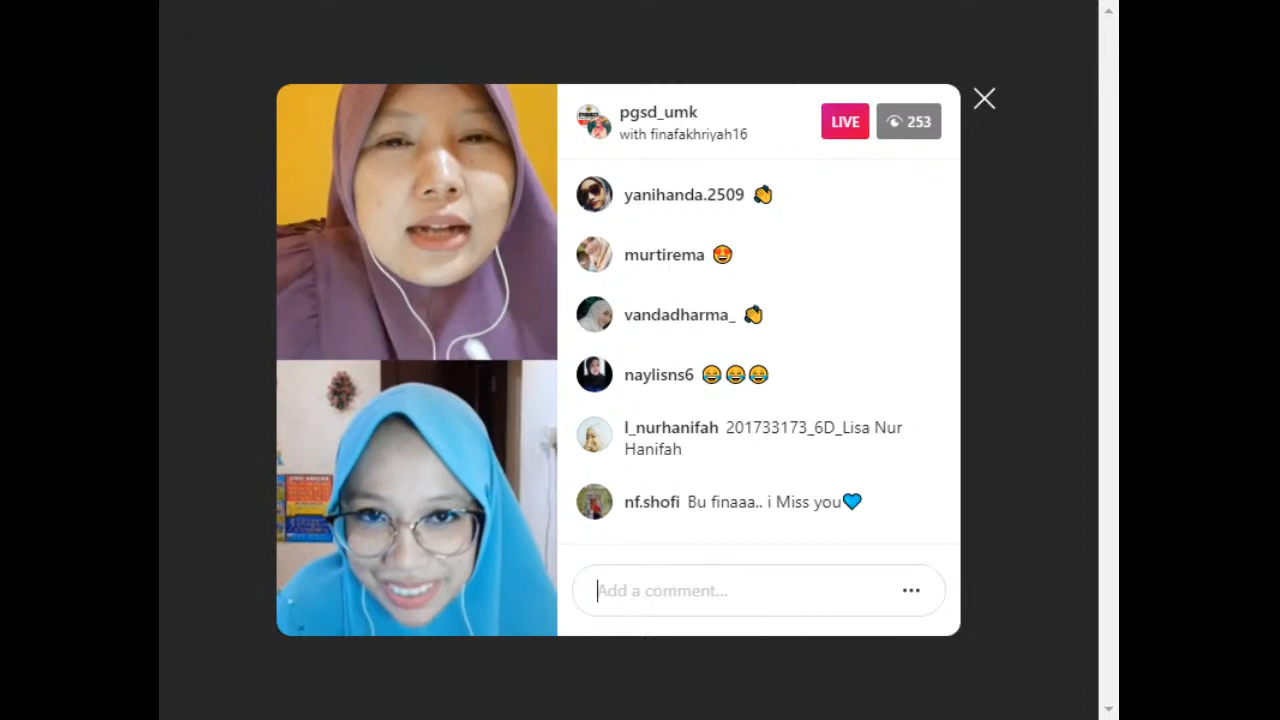 pgsd_umk
with finafakhriyah16
LIVE
253
yanihanda.2509 👏
murtirema 😍
vandadharma_ 👏
naylisns6 😂😂😂
l_nurhanifah 201733173_6D_Lisa Nur
Hanifah
nf.shofi Bu finaaa.. i Miss you💙
Add a comment...